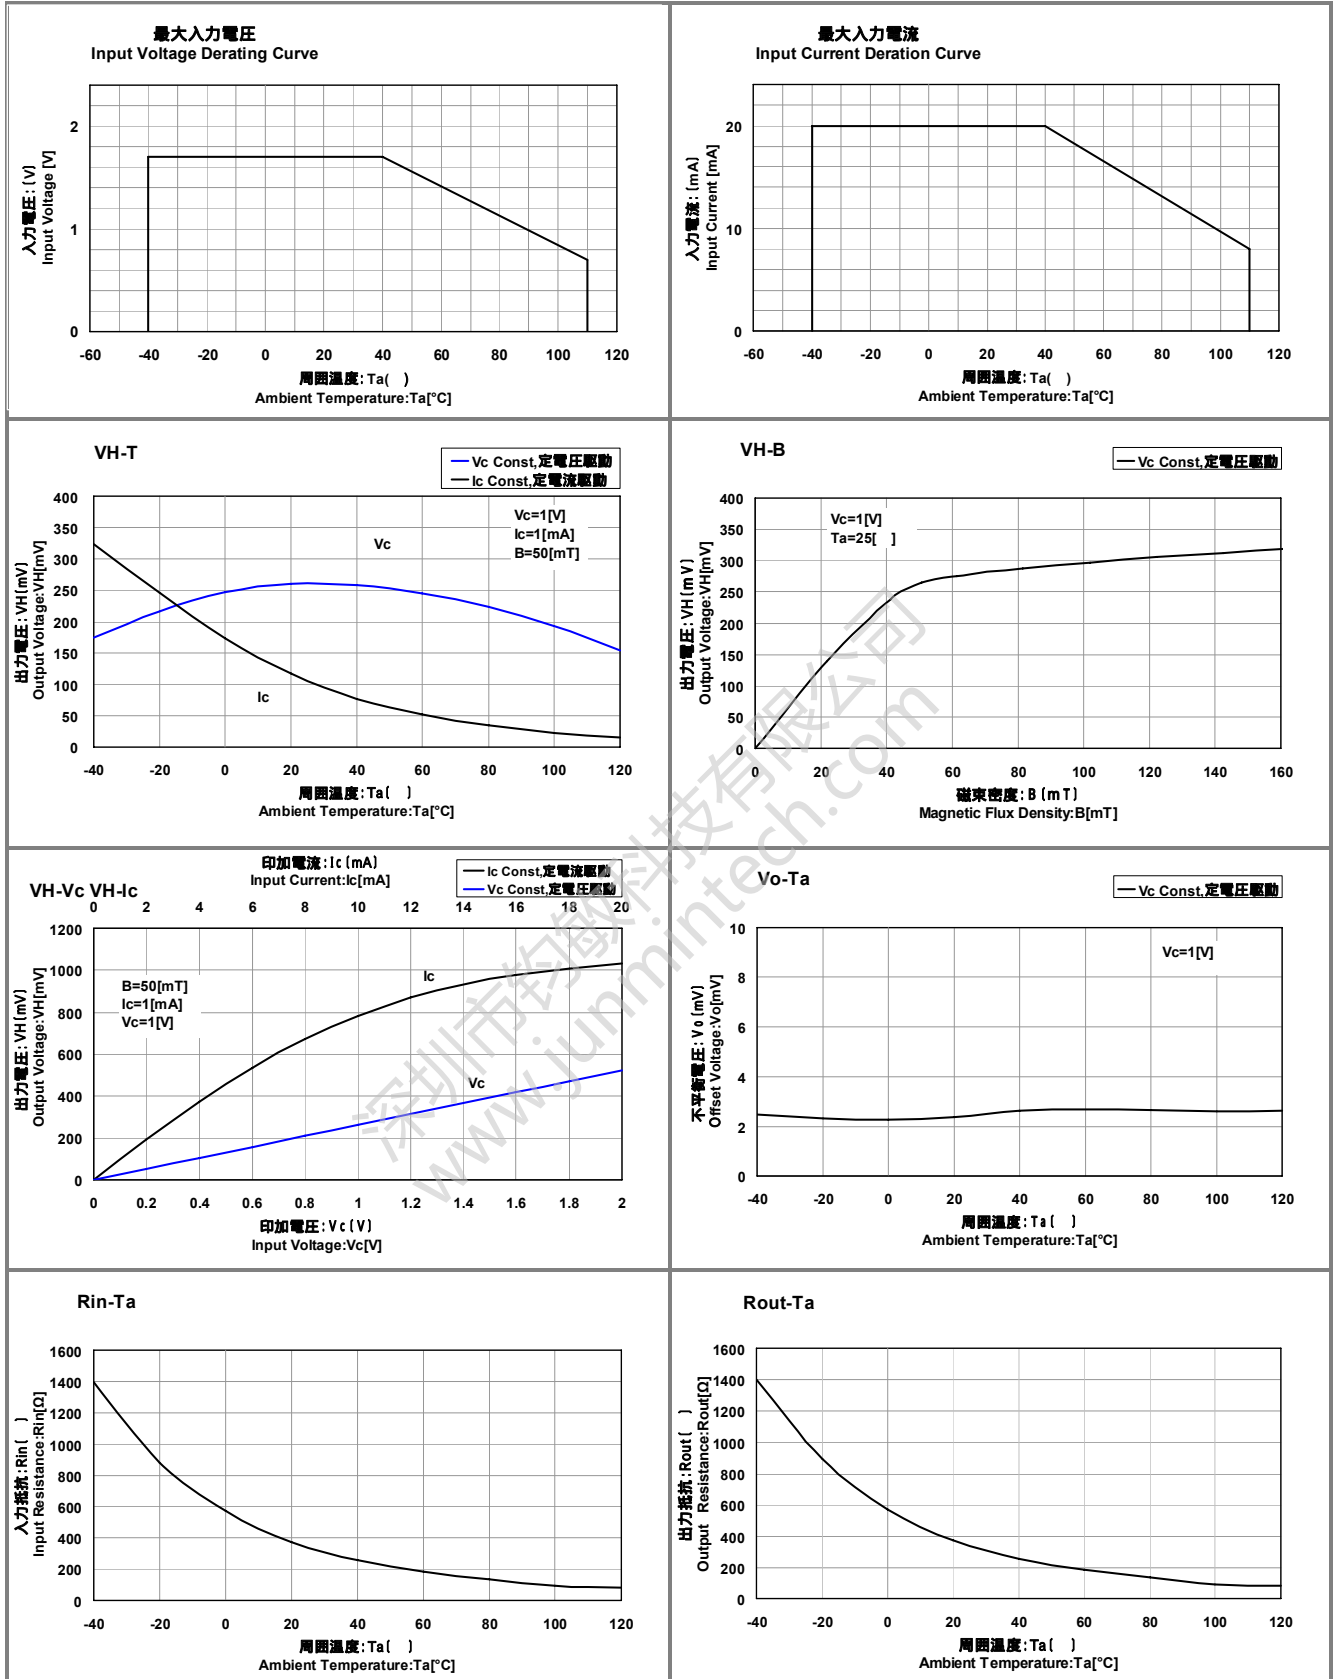 最大入力電圧
Input Voltage Derating Curve
入力電圧:(V)
Input Voltage [V]
2
1
0
-60 -40 -20 0 20 40 60 80 100 120
周囲温度:Ta( )
Ambient Temperature:Ta[°C]
最大入力電流
Input Current Deration Curve
入力電流:(mA)
Input Current [mA]
20
10
0
-60 -40 -20 0 20 40 60 80 100 120
周囲温度:Ta( )
Ambient Temperature:Ta[°C]
VH-T
Vc Const,定電圧駆動
Ic Const,定電流駆動
出力電圧:VH(mV)
Output Voltage:VH[mV]
400
350
300
250
200
150
100
50
0
Vc=1[V]
Ic=1[mA]
B=50[mT]
Vc
Ic
-40 -20 0 20 40 60 80 100 120
周囲温度:Ta( )
Ambient Temperature:Ta[°C]
VH-B
Vc Const,定電圧駆動
出力電圧:VH(mV)
Output Voltage:VH[mV]
400
350
300
250
200
150
100
50
0
Vc=1[V]
Ta=25[ ]
0 20 40 60 80 100 120 140 160
磁束密度:B(mT)
Magnetic Flux Density:B[mT]
印加電流:Ic(mA)
Input Current:Ic[mA]
Ic Const,定電流駆動
Vc Const,定電圧駆動
VH-Vc VH-Ic
0 2 4 6 8 10 12 14 16 18 20
出力電圧:VH(mV)
Output Voltage:VH[mV]
1200
1000
800
600
400
200
0
B=50[mT]
Ic=1[mA]
Vc=1[V]
Ic
Vc
0 0.2 0.4 0.6 0.8 1 1.2 1.4 1.6 1.8 2
印加電圧:Vc(V)
Input Voltage:Vc[V]
Vo-Ta
Vc Const,定電圧駆動
不平衡電圧:Vo(mV)
Offset Voltage:Vo[mV]
10
8
6
4
2
0
Vc=1[V]
-40 -20 0 20 40 60 80 100 120
周囲温度:Ta( )
Ambient Temperature:Ta[°C]
Rin-Ta
入力抵抗:Rin( )
Input Resistance:Rin[Ω]
1600
1400
1200
1000
800
600
400
200
0
-40 -20 0 20 40 60 80 100 120
周囲温度:Ta( )
Ambient Temperature:Ta[°C]
Rout-Ta
出力抵抗:Rout( )
Output Resistance:Rout[Ω]
1600
1400
1200
1000
800
600
400
200
0
-40 -20 0 20 40 60 80 100 120
周囲温度:Ta( )
Ambient Temperature:Ta[°C]
深圳市钧敏科技有限公司
www.junmintech.com